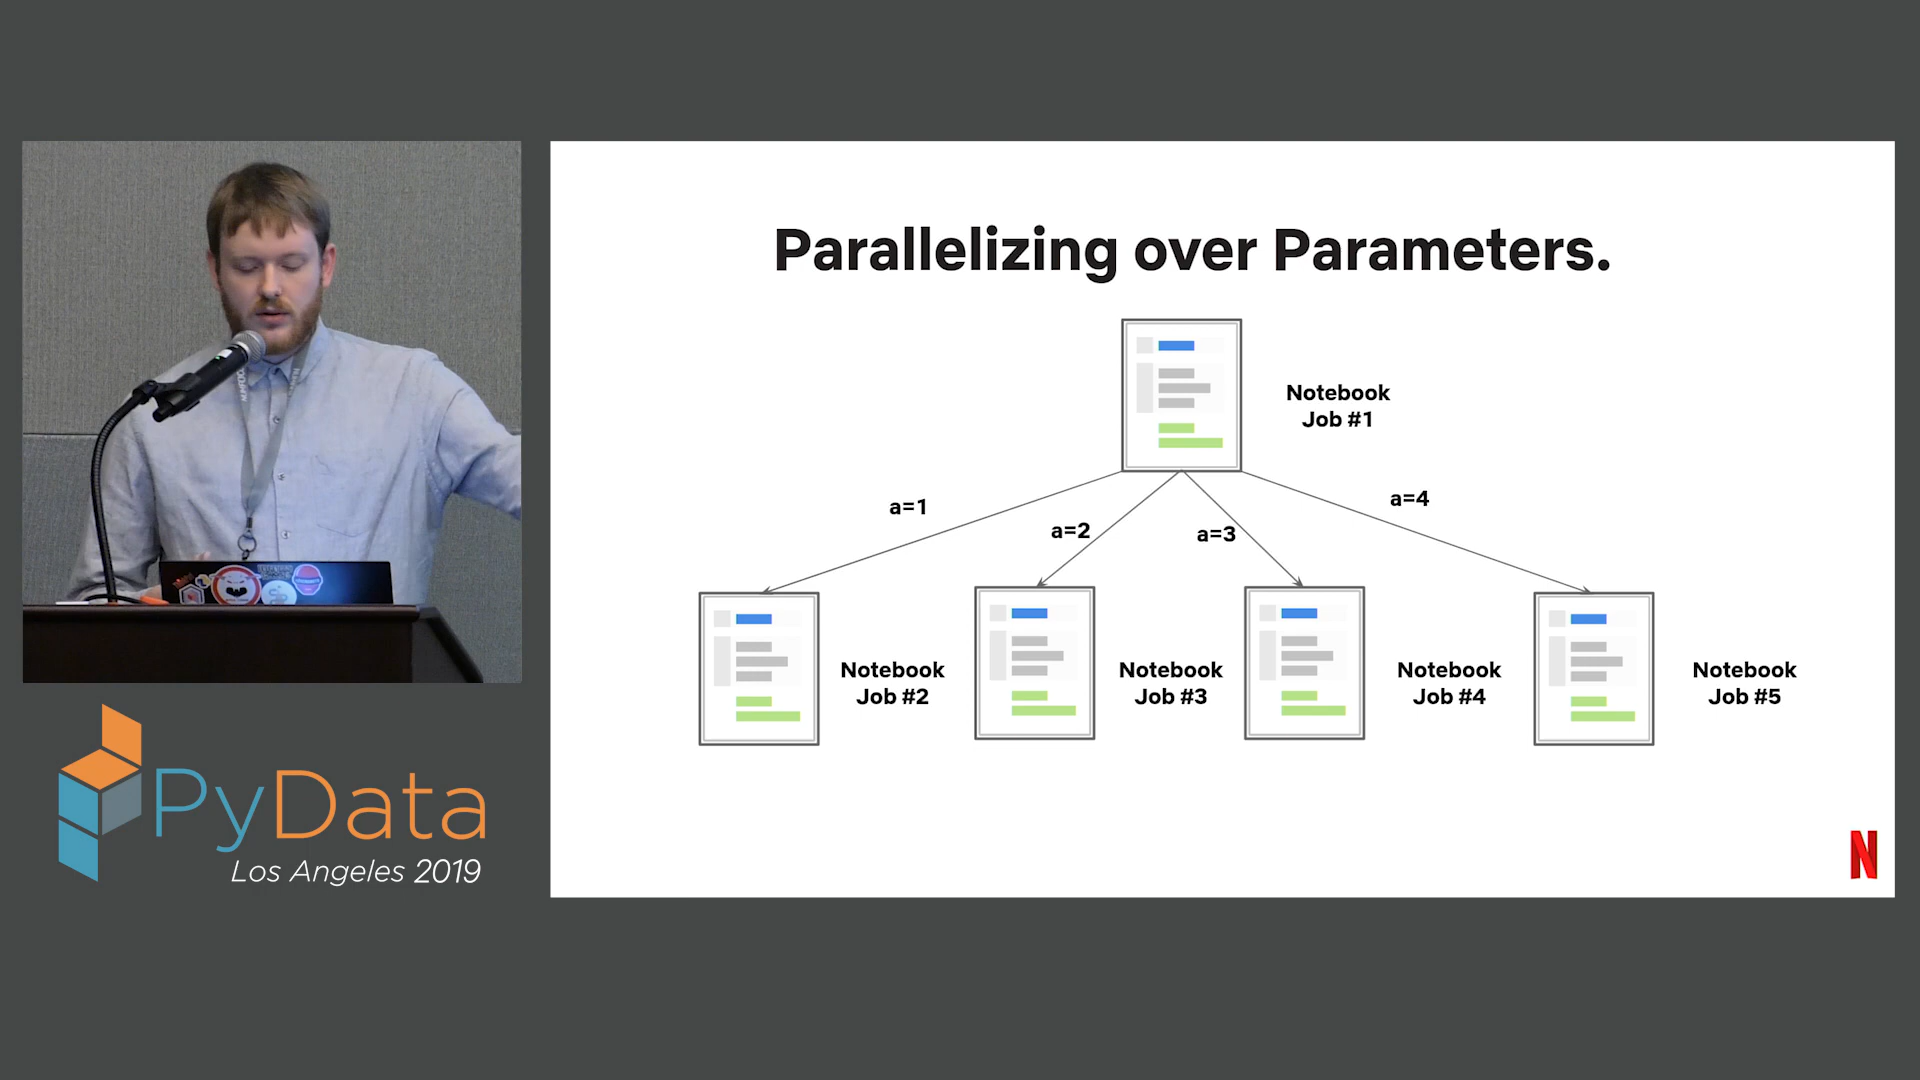 Parallelizing over Parameters.
Notebook
Job #1
a=1
a=2
a=3
a=4
Notebook
Job #2
Notebook
Job #3
Notebook
Job #4
Notebook
Job #5
N
PyData
Los Angeles 2019